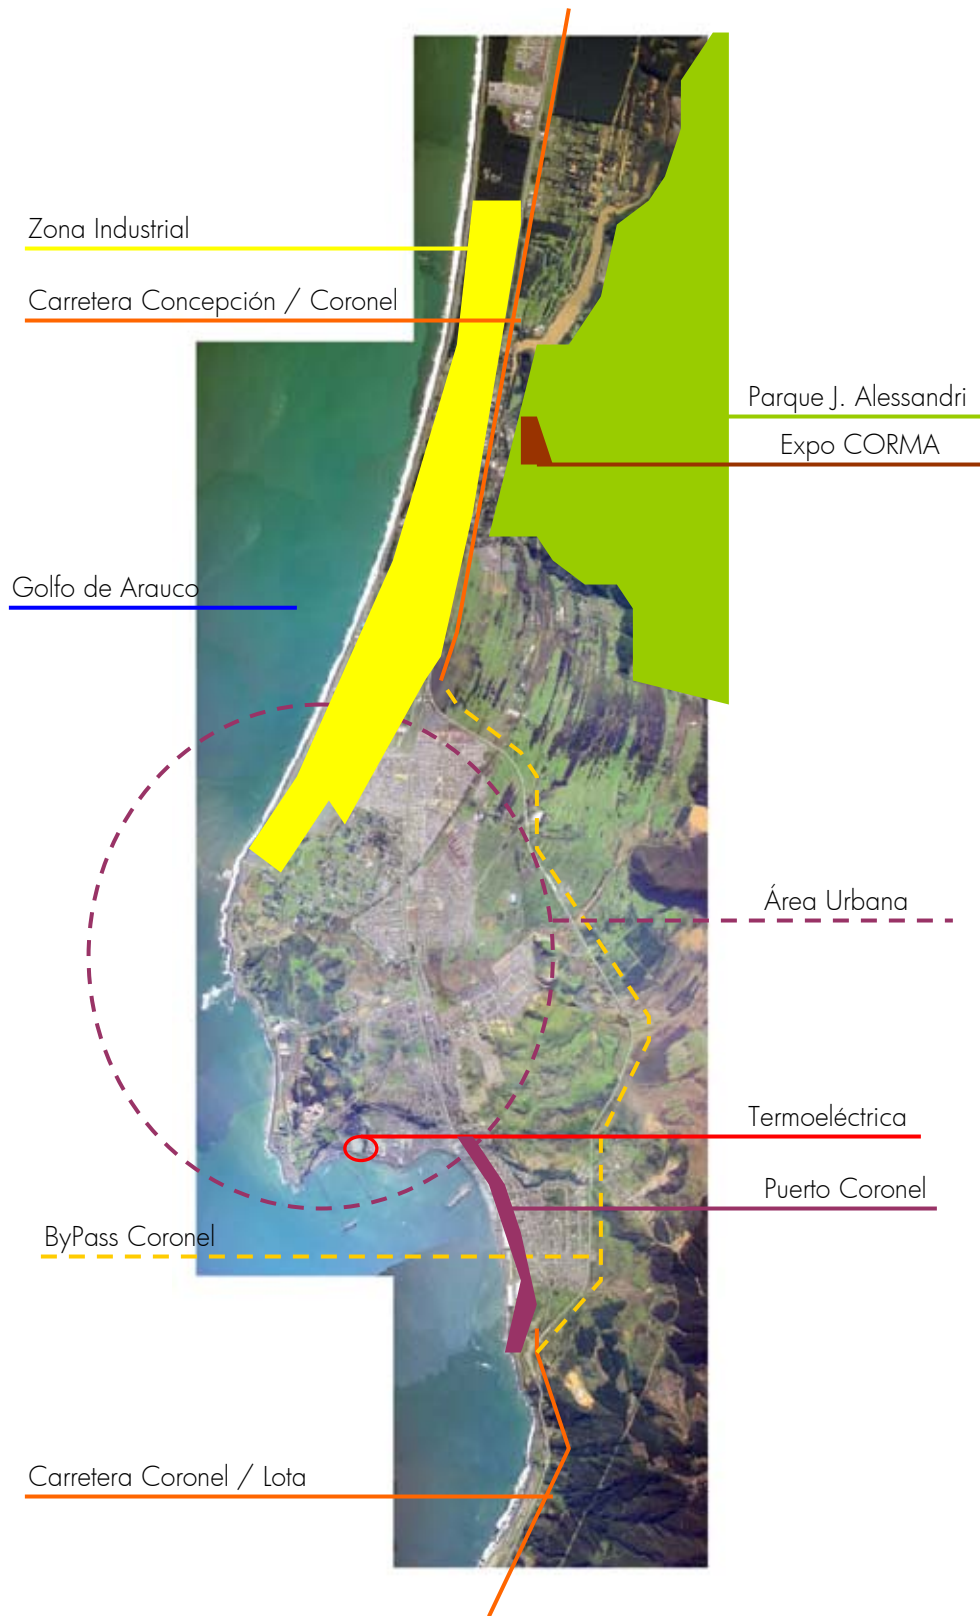 Zona Industrial
Carretera Concepción / Coronel
Parque J. Alessandri
Expo CORMA
Golfo de Arauco
Área Urbana
Termoeléctrica
Puerto Coronel
ByPass Coronel
Carretera Coronel / Lota